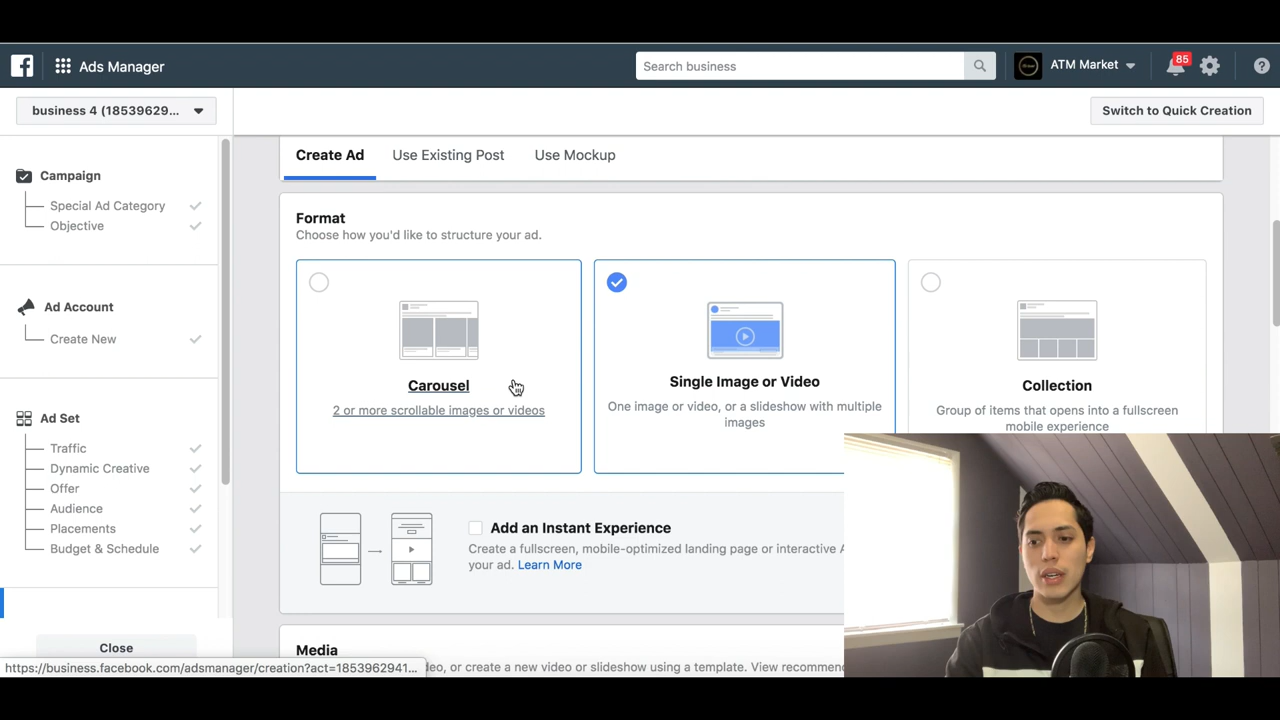 Ads Manager
Search business
ATM Market
85
business 4 (18539629...
Switch to Quick Creation
Campaign
Special Ad Category
Objective
Ad Account
Create New
Ad Set
Traffic
Dynamic Creative
Offer
Audience
Placements
Budget & Schedule
Close
Create Ad
Use Existing Post
Use Mockup
Format
Choose how you'd like to structure your ad.
Carousel
2 or more scrollable images or videos
Single Image or Video
One image or video, or a slideshow with multiple
images
Collection
Group of items that opens into a fullscreen
mobile experience
Add an Instant Experience
Create a fullscreen, mobile-optimized landing page or interactive
your ad. Learn More
Media
deo, or create a new video or slideshow using a template. View recommen
https://business.facebook.com/adsmanager/creation?act=1853962941...